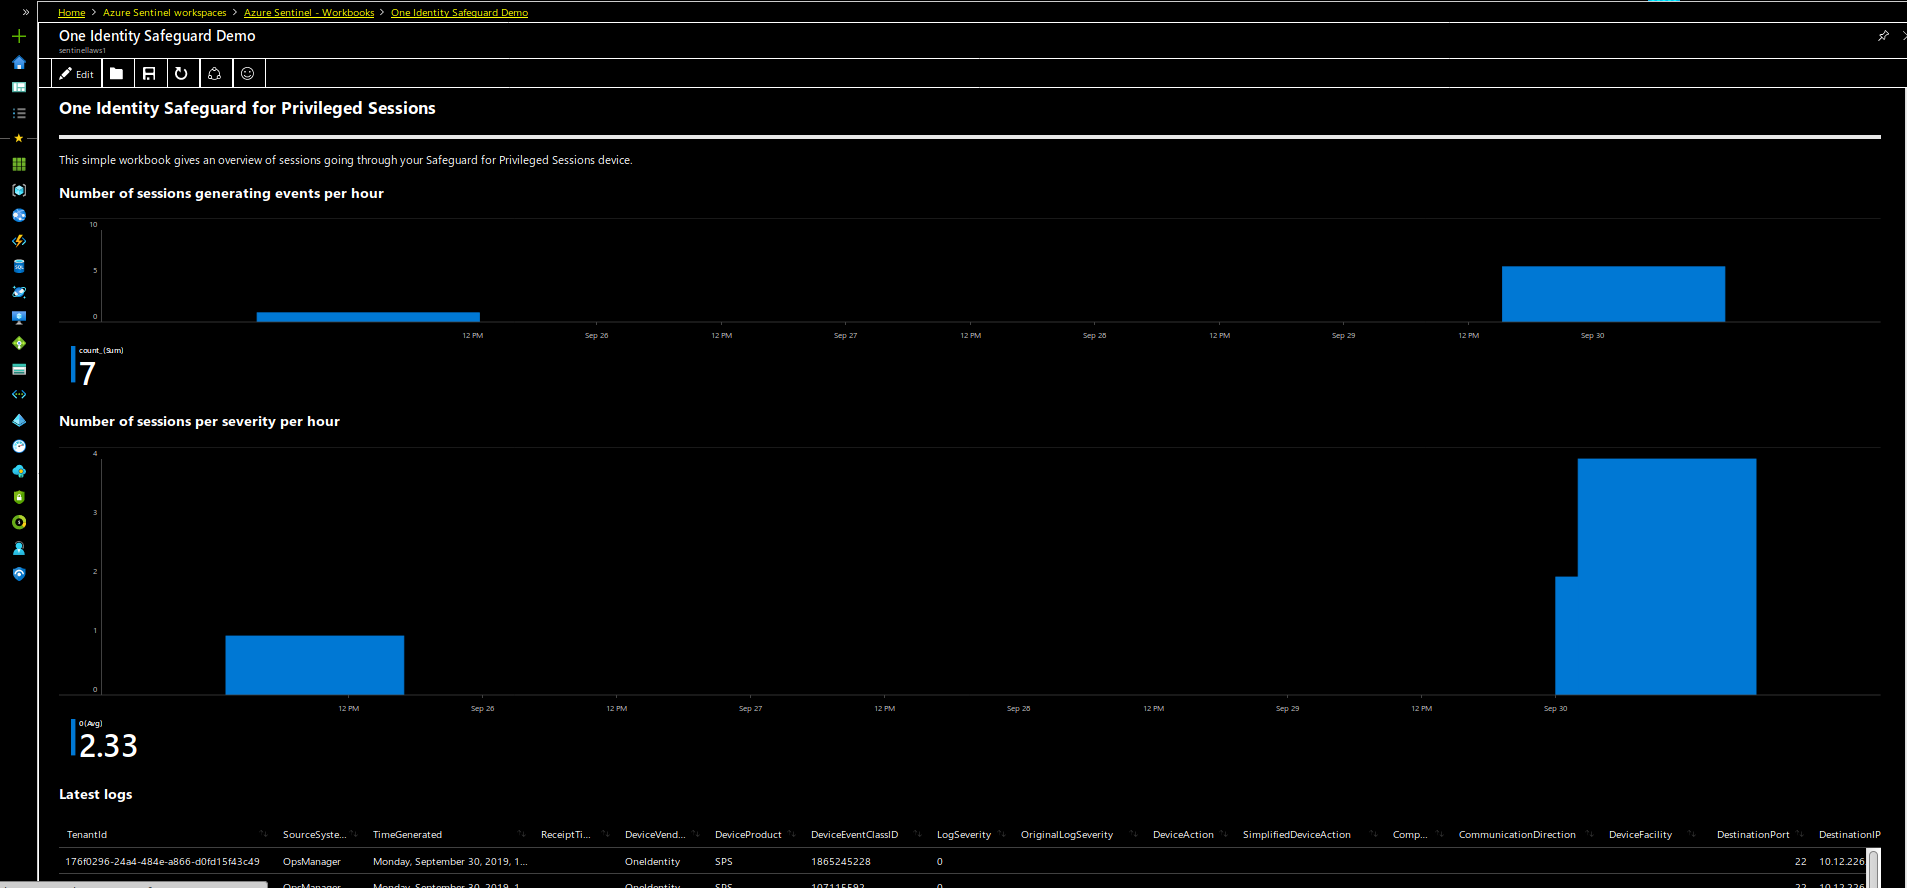 » Home > Azure Sentinel workspaces > Azure Sentinel - Workbooks > One Identity Safeguard Demo
One Identity Safeguard Demo
sentinellaws1
Edit
One Identity Safeguard for Privileged Sessions
This simple workbook gives an overview of sessions going through your Safeguard for Privileged Sessions device.
Number of sessions generating events per hour
10
5
0
12 PM Sep 26 12 PM Sep 27 12 PM Sep 28 12 PM Sep 29 12 PM Sep 30
count_(Sum)
7
Number of sessions per severity per hour
4
3
2
1
0
12 PM Sep 26 12 PM Sep 27 12 PM Sep 28 12 PM Sep 29 12 PM Sep 30
0(Avg)
2.33
Latest logs
TenantId SourceSyste... TimeGenerated ReceiptTi... DeviceVend... DeviceProduct DeviceEventClassID LogSeverity OriginalLogSeverity DeviceAction SimplifiedDeviceAction Comp... CommunicationDirection DeviceFacility DestinationPort DestinationIP
176f0296-24a4-484e-a866-d0fd15f43c49 OpsManager Monday, September 30, 2019, 1... OneIdentity SPS 1865245228 0 22 10.12.226
OpsManager Monday, September 30, 2019, 1... OneIdentity SPS 107115592 0 22 10.12.226